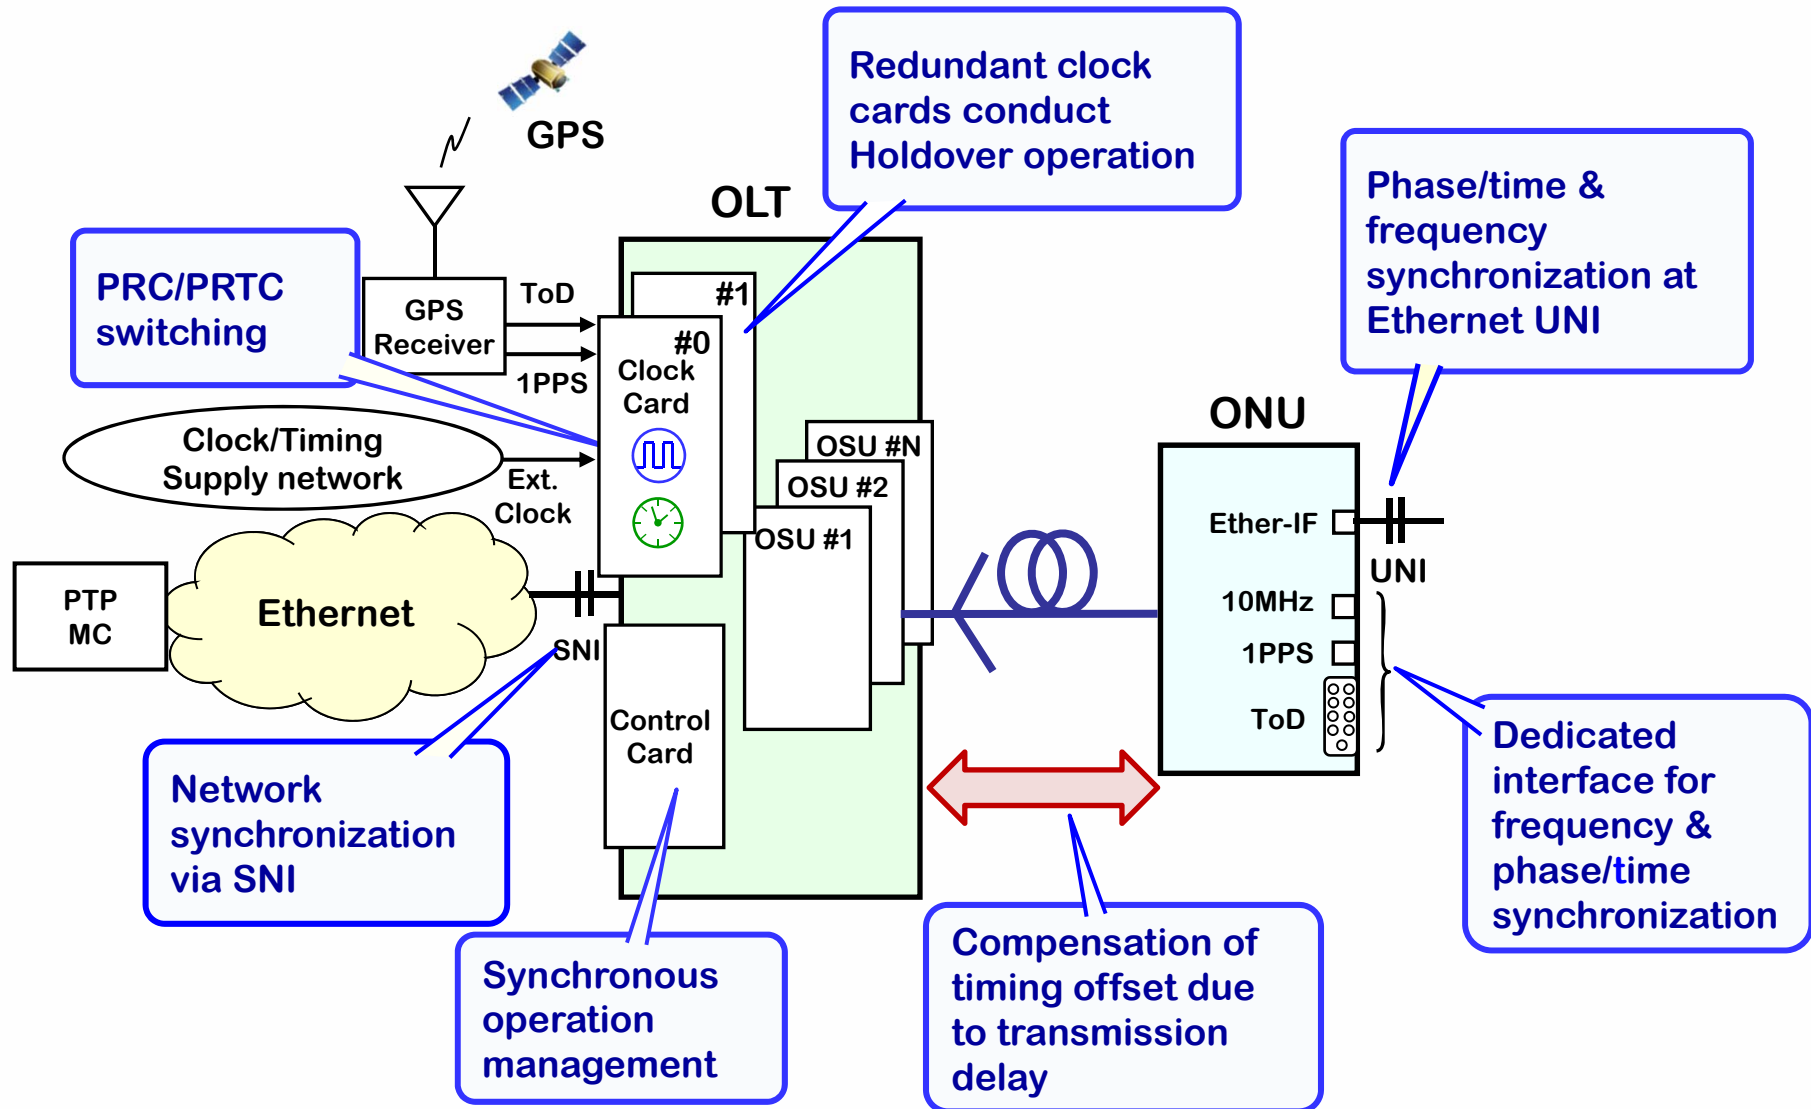 GPS
Redundant clock
cards conduct
Holdover operation
Phase/time &
frequency
synchronization at
Ethernet UNI
OLT
PRC/PRTC
switching
GPS
Receiver
ToD
1PPS
#1
#0
Clock
Card
Clock/Timing
Supply network
Ext.
Clock
OSU #N
OSU #2
OSU #1
ONU
Ether-IF
UNI
10MHz
1PPS
ToD
PTP
MC
Ethernet
SNI
Control
Card
Network
synchronization
via SNI
Dedicated
interface for
frequency &
phase/time
synchronization
Synchronous
operation
management
Compensation of
timing offset due
to transmission
delay